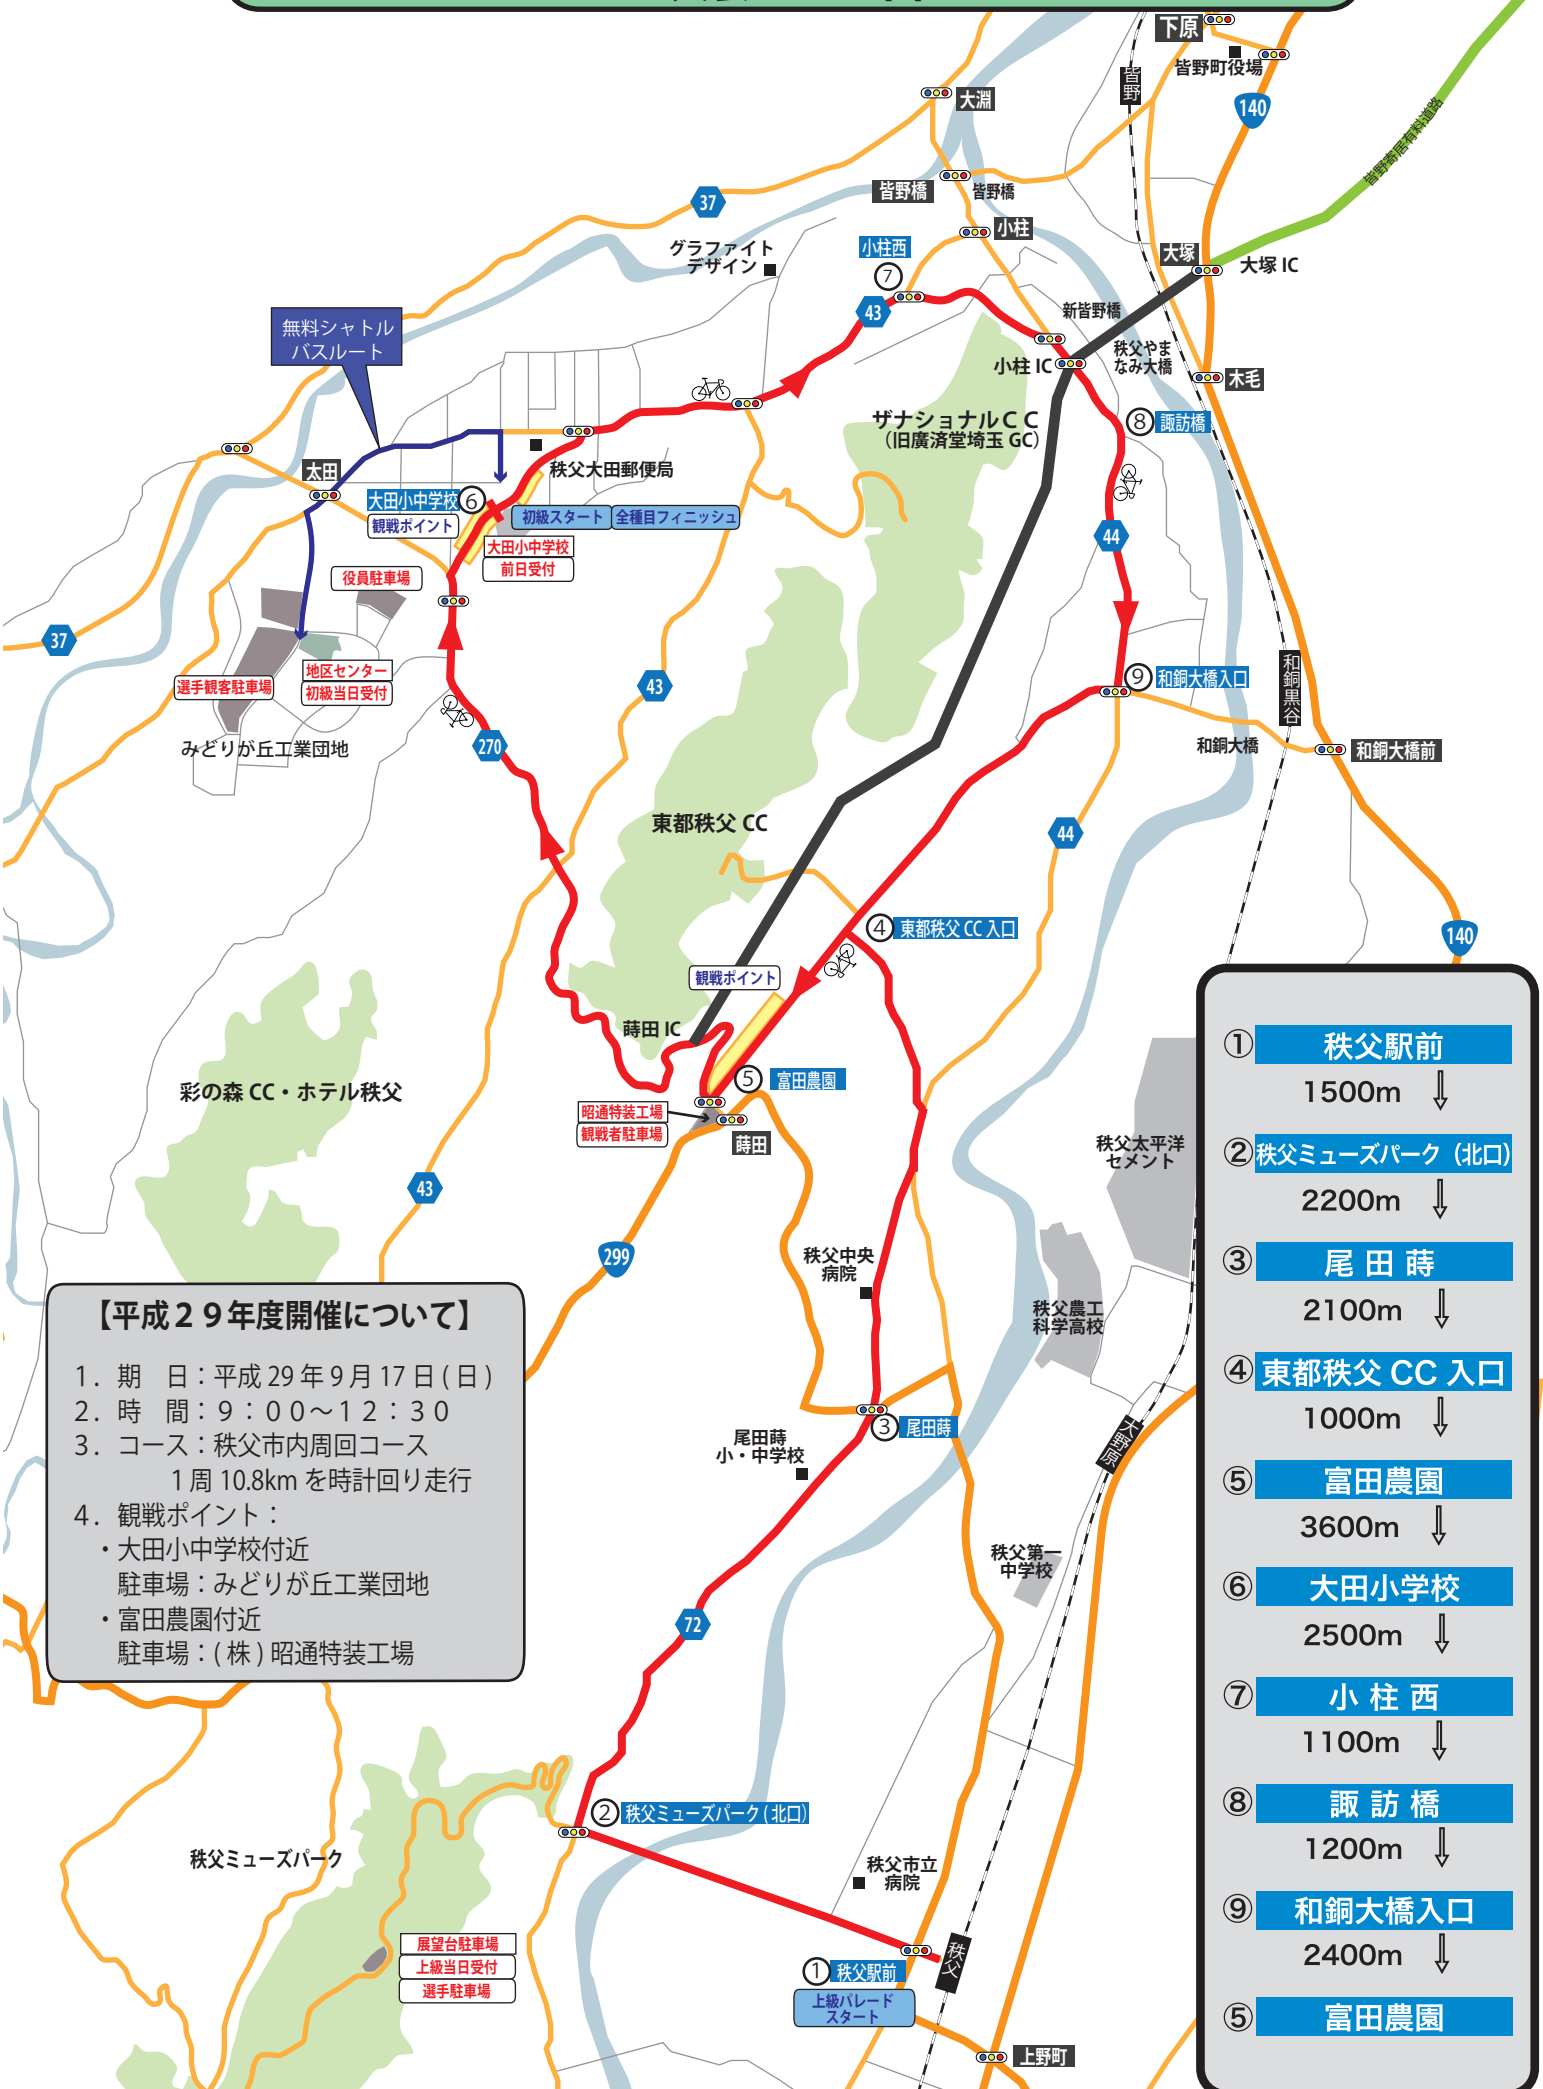 下原
皆野町役場
皆野
140
大淵
皆野寄居有料道路
皆野橋
皆野橋
37
小柱
グラファイト
デザイン
小柱西
⑦
大塚
大塚 IC
43
新皆野橋
無料シャトル
バスルート
秩父やま
なみ大橋
小柱 IC
木毛
ザナショナルCC
(旧廣済堂埼玉 GC)
⑧ 諏訪橋
秩父大田郵便局
太田
大田小中学校 ⑥
観戦ポイント
初級スタート
全種目フィニッシュ
44
大田小中学校
前日受付
役員駐車場
37
地区センター
初級当日受付
選手観客駐車場
43
⑨ 和銅大橋入口
和銅黒谷
みどりが丘工業団地
270
和銅大橋
和銅大橋前
東都秩父 CC
44
④ 東都秩父 CC 入口
140
観戦ポイント
蒔田 IC
⑤ 富田農園
彩の森 CC・ホテル秩父
昭通特装工場
観戦者駐車場
蒔田
秩父太平洋
セメント
43
299
秩父中央
病院
秩父農工
科学高校
【平成29年度開催について】
1．期　日：平成 29 年 9 月 17 日 ( 日 )
2．時　間：９：００～１２：３０
3．コース：秩父市内周回コース
1 周 10.8km を時計回り走行
4．観戦ポイント：
・大田小中学校付近
駐車場：みどりが丘工業団地
・富田農園付近
駐車場：( 株 ) 昭通特装工場
③ 尾田蒔
尾田蒔
小・中学校
大野原
秩父第一
中学校
72
② 秩父ミューズパーク ( 北口)
秩父ミューズパーク
秩父市立
病院
展望台駐車場
上級当日受付
選手駐車場
① 秩父駅前
秩父
上級パレード
スタート
上野町
① 秩父駅前
1500m ⇩
② 秩父ミューズパーク（北口）
2200m ⇩
③ 尾 田 蒔
2100m ⇩
④ 東都秩父 CC 入口
1000m ⇩
⑤ 富田農園
3600m ⇩
⑥ 大田小学校
2500m ⇩
⑦ 小 柱 西
1100m ⇩
⑧ 諏 訪 橋
1200m ⇩
⑨ 和銅大橋入口
2400m ⇩
⑤ 富田農園